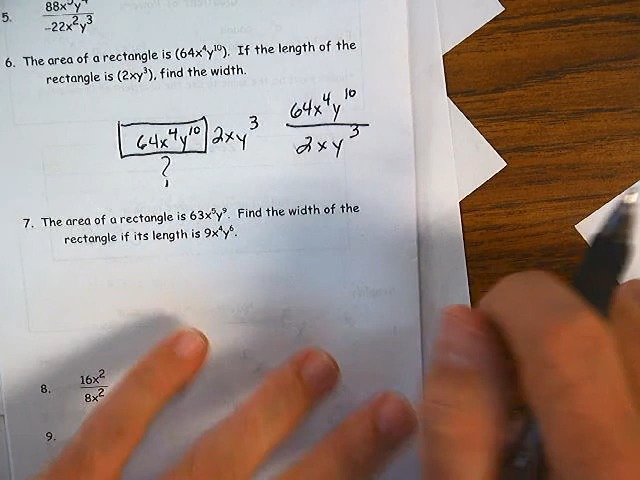 5. 88x⁵y⁴
-22x²y³
6. The area of a rectangle is (64x⁴y¹⁰). If the length of the
rectangle is (2xy³), find the width.
64x⁴y¹⁰ 2xy³
?
64x⁴y¹⁰
2xy³
7. The area of a rectangle is 63x⁵y⁹. Find the width of the
rectangle if its length is 9x⁴y⁶.
8. 16x²
8x²
9.